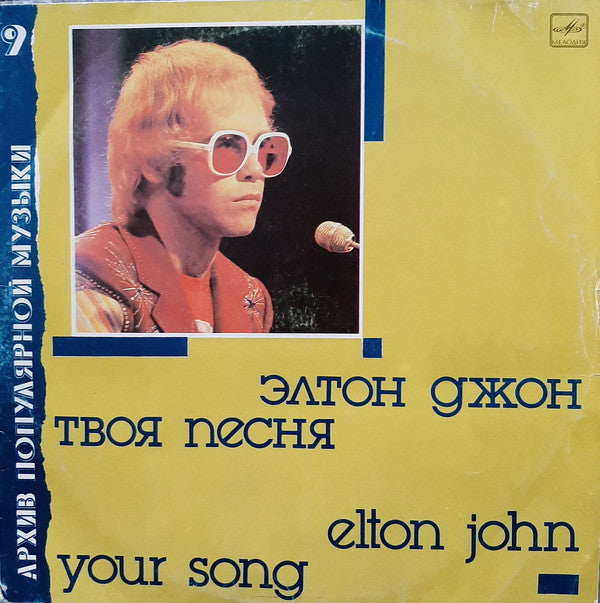 9
АРХИВ ПОПУЛЯРНОЙ МУЗЫКИ
МЕЛОДИЯ
элтон джон
твоя песня
elton john
your song